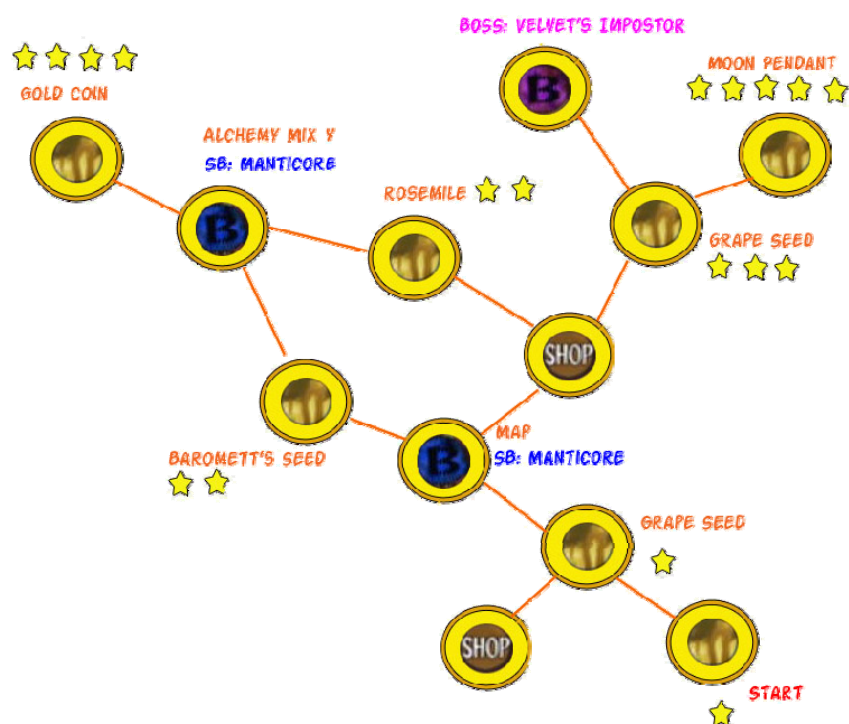 BOSS: VELVET'S IMPOSTOR
MOON PENDANT
GOLD COIN
B
ALCHEMY MIX Y
SB: MANTICORE
ROSEMILE
B
GRAPE SEED
SHOP
BAROMETT'S SEED
MAP
B
SB: MANTICORE
GRAPE SEED
SHOP
START